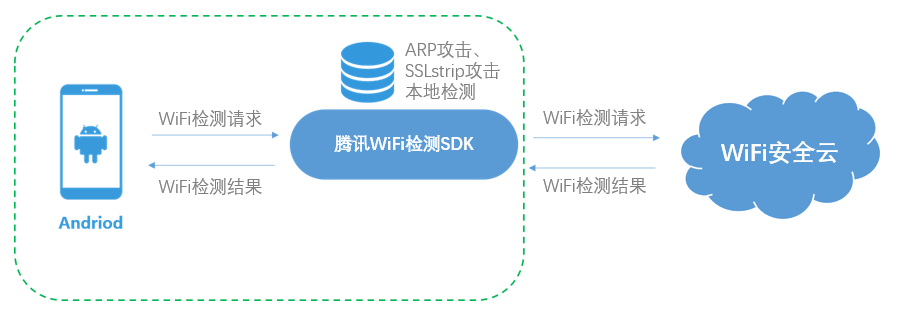 ARP攻击、
SSLstrip攻击
本地检测
WiFi检测请求
腾讯WiFi检测SDK
WiFi检测结果
Andriod
WiFi检测请求
WiFi检测结果
WiFi安全云